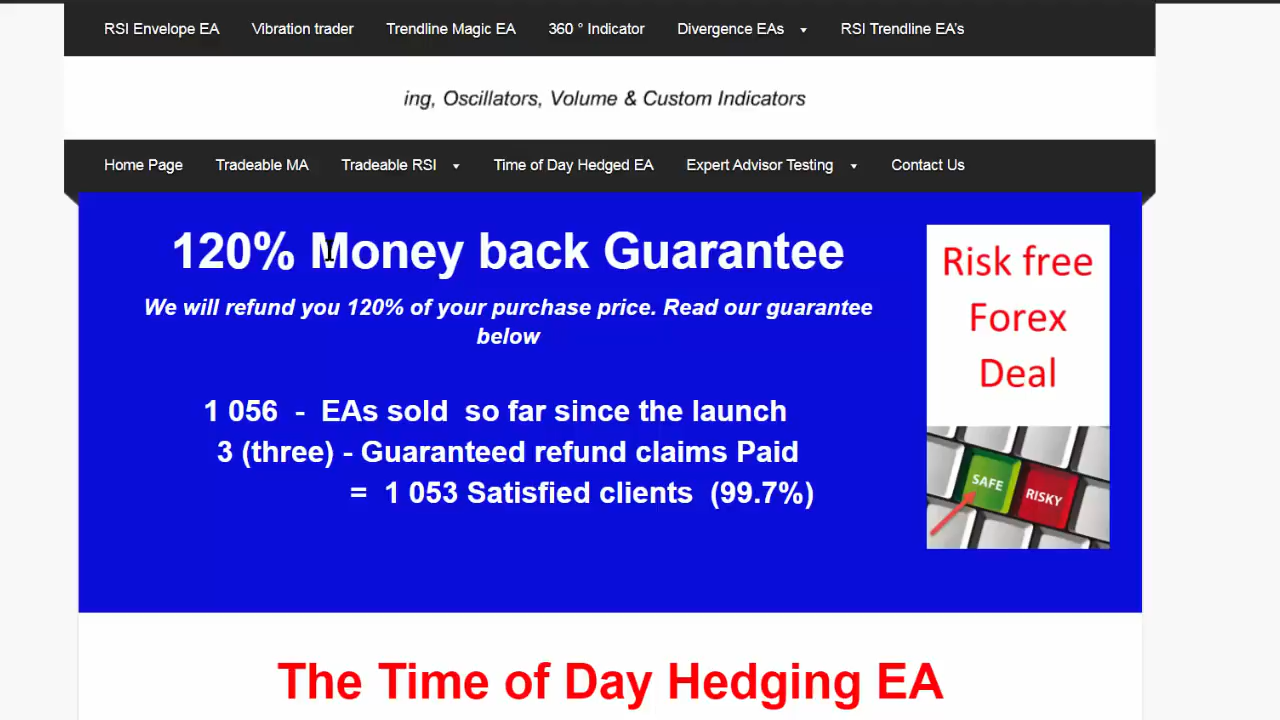 RSI Envelope EA Vibration trader Trendline Magic EA 360 ° Indicator Divergence EAs RSI Trendline EA's
ing, Oscillators, Volume & Custom Indicators
Home Page Tradeable MA Tradeable RSI Time of Day Hedged EA Expert Advisor Testing Contact Us
120% Money back Guarantee
We will refund you 120% of your purchase price. Read our guarantee
below
1 056 - EAs sold so far since the launch
3 (three) - Guaranteed refund claims Paid
= 1 053 Satisfied clients (99.7%)
Risk free
Forex
Deal
SAFE
RISKY
The Time of Day Hedging EA